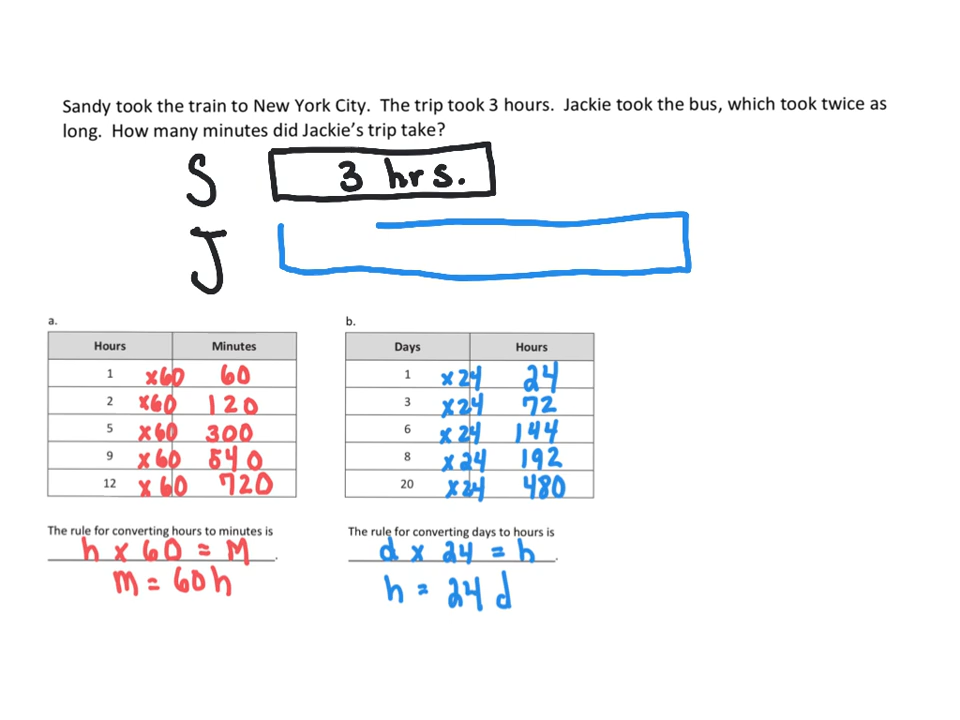 Sandy took the train to New York City. The trip took 3 hours. Jackie took the bus, which took twice as
long. How many minutes did Jackie's trip take?
S 3 hrs.
J
a.
Hours Minutes
1 x60 60
2 x60 120
5 x60 300
9 x60 540
12 x60 720
The rule for converting hours to minutes is
h x 60 = M
m = 60h
b.
Days Hours
1 x24 24
3 x24 72
6 x24 144
8 x24 192
20 x24 480
The rule for converting days to hours is
d x 24 = h
h = 24 d